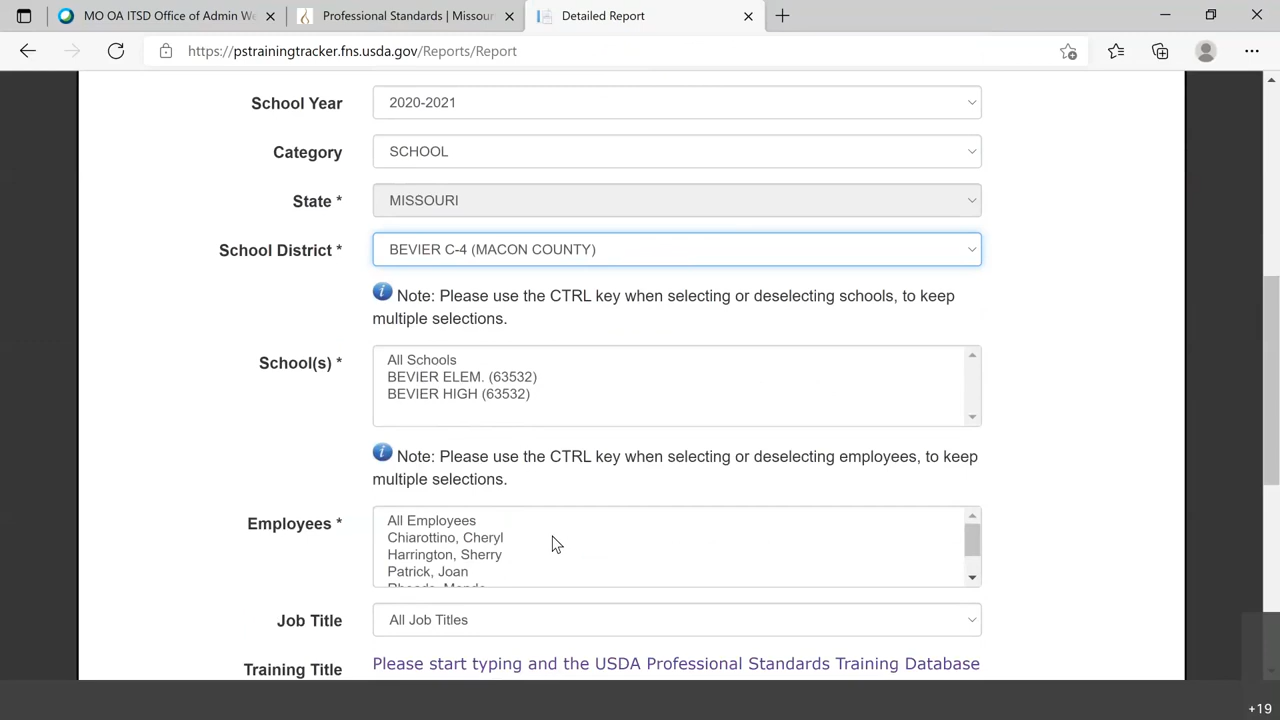 MO OA ITSD Office of Admin We
Professional Standards | Missour
Detailed Report
https://pstrainingtracker.fns.usda.gov/Reports/Report
School Year
2020-2021
Category
SCHOOL
State *
MISSOURI
School District *
BEVIER C-4 (MACON COUNTY)
Note: Please use the CTRL key when selecting or deselecting schools, to keep
multiple selections.
School(s) *
All Schools
BEVIER ELEM. (63532)
BEVIER HIGH (63532)
Note: Please use the CTRL key when selecting or deselecting employees, to keep
multiple selections.
Employees *
All Employees
Chiarottino, Cheryl
Harrington, Sherry
Patrick, Joan
Job Title
All Job Titles
Training Title
Please start typing and the USDA Professional Standards Training Database
+19